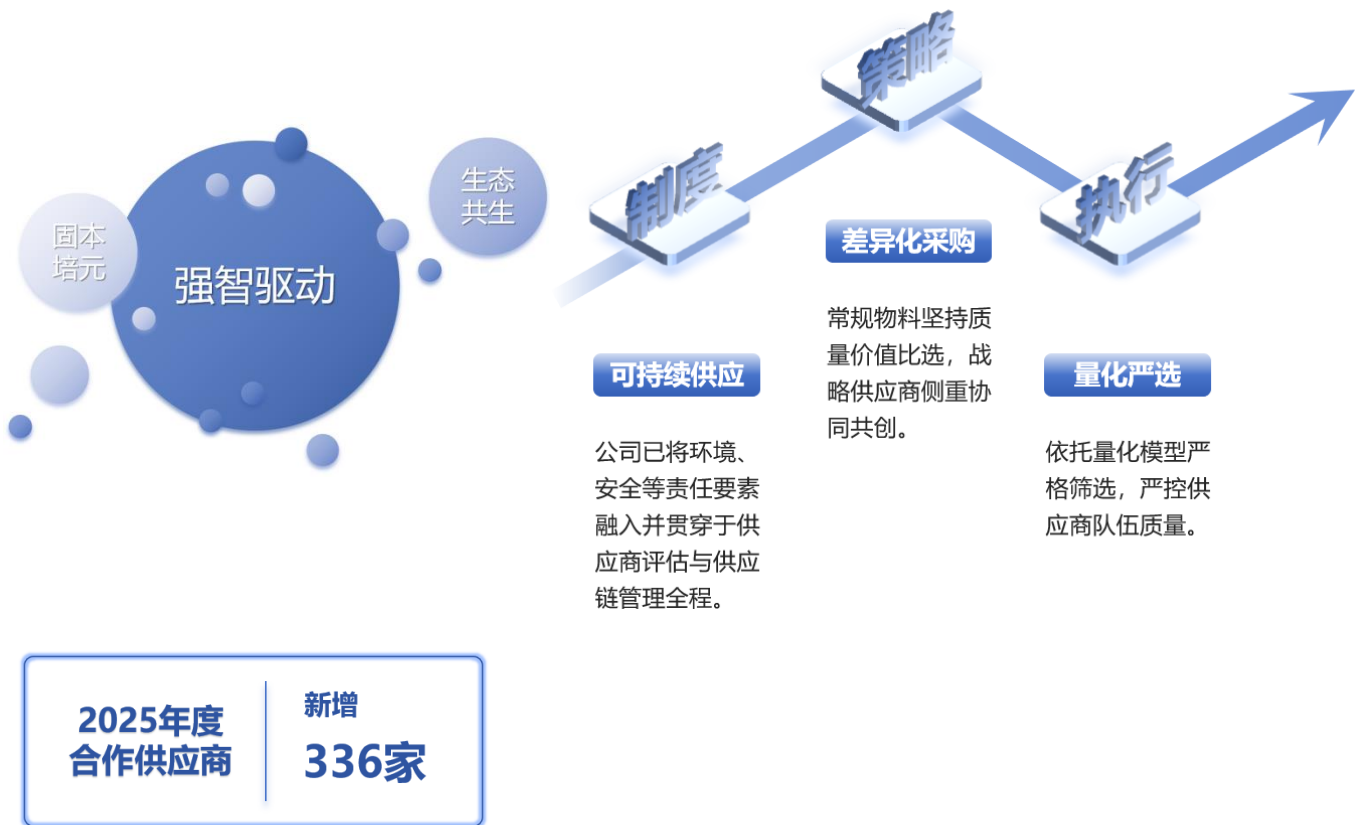 固本
培元
强智驱动
生态
共生
制度
可持续供应
公司已将环境、
安全等责任要素
融入并贯穿于供
应商评估与供应
链管理全程。
策略
差异化采购
常规物料坚持质
量价值比选，战
略供应商侧重协
同共创。
执行
量化严选
依托量化模型严
格筛选，严控供
应商队伍质量。
2025年度
合作供应商
新增
336家